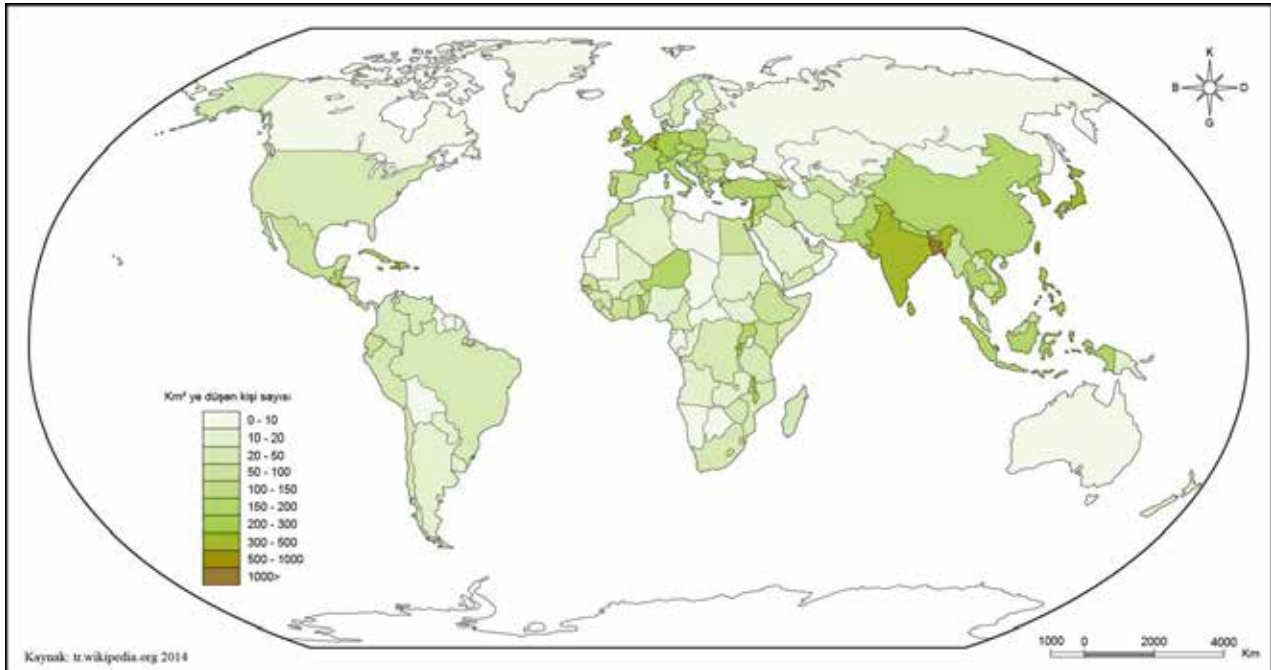 K
B D
G
Km² ye düşen kişi sayısı
0 - 10
10 - 20
20 - 50
50 - 100
100 - 150
150 - 200
200 - 300
300 - 500
500 - 1000
1000>
Kaynak: tr.wikipedia.org 2014
1000 0 2000 4000
Km